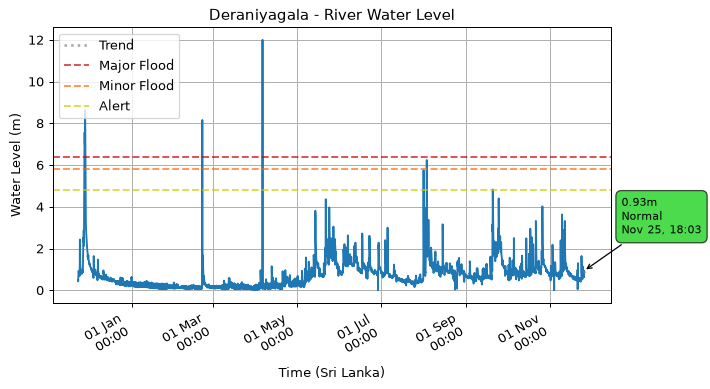 Deraniyagala - River Water Level
Trend
Major Flood
Minor Flood
Alert
Water Level (m)
12
10
8
6
4
2
0
0.93m
Normal
Nov 25, 18:03
01 Jan
00:00
01 Mar
00:00
01 May
00:00
01 Jul
00:00
01 Sep
00:00
01 Nov
00:00
Time (Sri Lanka)